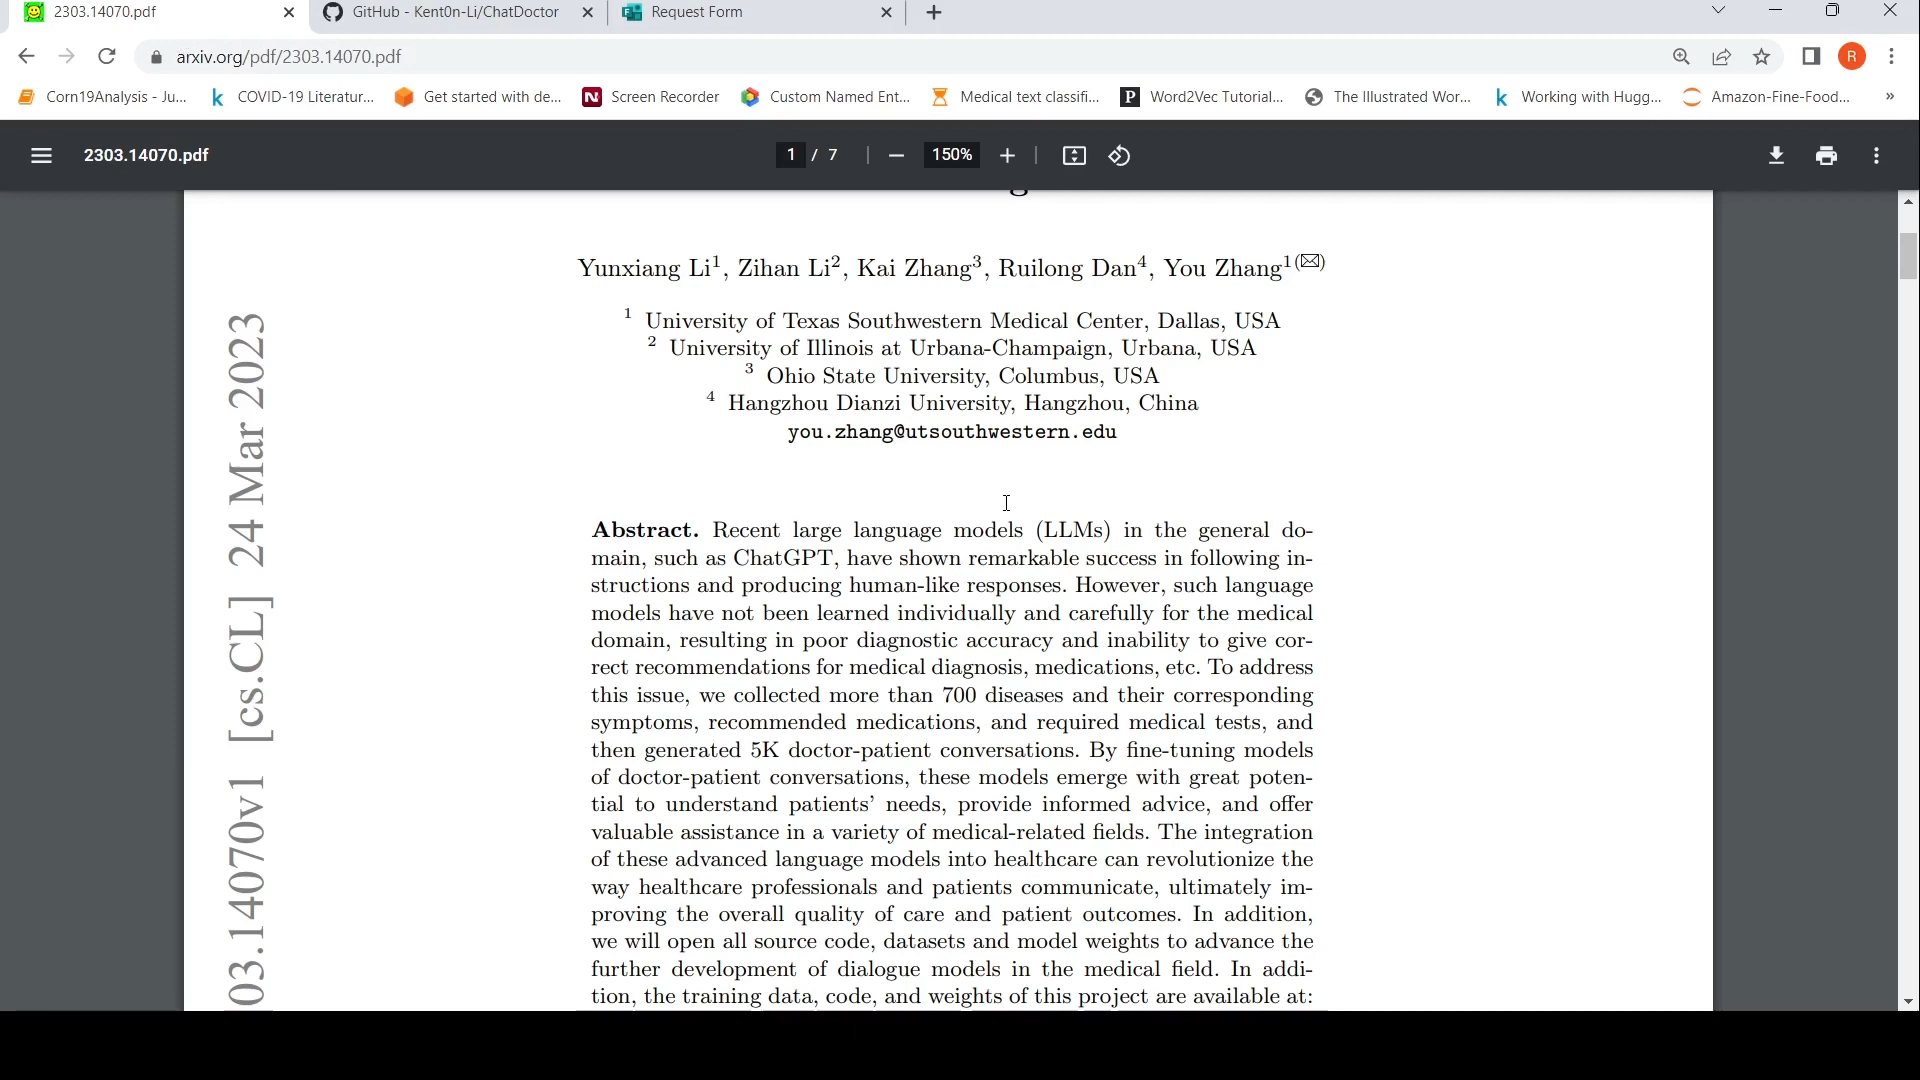 2303.14070.pdf
GitHub - Kent0n-Li/ChatDoctor
Request Form
arxiv.org/pdf/2303.14070.pdf
R
Corn19Analysis - Ju...
COVID-19 Literatur...
Get started with de...
Screen Recorder
Custom Named Ent...
Medical text classifi...
Word2Vec Tutorial...
The Illustrated Wor...
Working with Hugg...
Amazon-Fine-Food...
»
2303.14070.pdf
1 / 7
150%
Yunxiang Li¹, Zihan Li², Kai Zhang³, Ruilong Dan⁴, You Zhang¹(✉)
¹ University of Texas Southwestern Medical Center, Dallas, USA
² University of Illinois at Urbana-Champaign, Urbana, USA
³ Ohio State University, Columbus, USA
⁴ Hangzhou Dianzi University, Hangzhou, China
you.zhang@utsouthwestern.edu
03.14070v1 [cs.CL] 24 Mar 2023
Abstract. Recent large language models (LLMs) in the general do-
main, such as ChatGPT, have shown remarkable success in following in-
structions and producing human-like responses. However, such language
models have not been learned individually and carefully for the medical
domain, resulting in poor diagnostic accuracy and inability to give cor-
rect recommendations for medical diagnosis, medications, etc. To address
this issue, we collected more than 700 diseases and their corresponding
symptoms, recommended medications, and required medical tests, and
then generated 5K doctor-patient conversations. By fine-tuning models
of doctor-patient conversations, these models emerge with great poten-
tial to understand patients' needs, provide informed advice, and offer
valuable assistance in a variety of medical-related fields. The integration
of these advanced language models into healthcare can revolutionize the
way healthcare professionals and patients communicate, ultimately im-
proving the overall quality of care and patient outcomes. In addition,
we will open all source code, datasets and model weights to advance the
further development of dialogue models in the medical field. In addi-
tion, the training data, code, and weights of this project are available at: